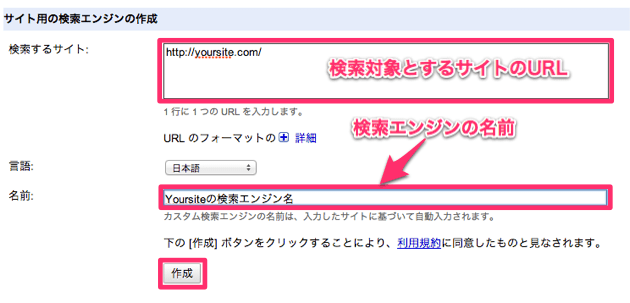 サイト用の検索エンジンの作成
検索するサイト:
http://yoursite.com/
検索対象とするサイトのURL
1 行に 1 つの URL を入力します。
URL のフォーマットの 詳細
検索エンジンの名前
言語: 日本語
名前: Yoursiteの検索エンジン名
カスタム検索エンジンの名前は、入力したサイトに基づいて自動入力されます。
下の [作成] ボタンをクリックすることにより、利用規約に同意したものと見なされます。
作成